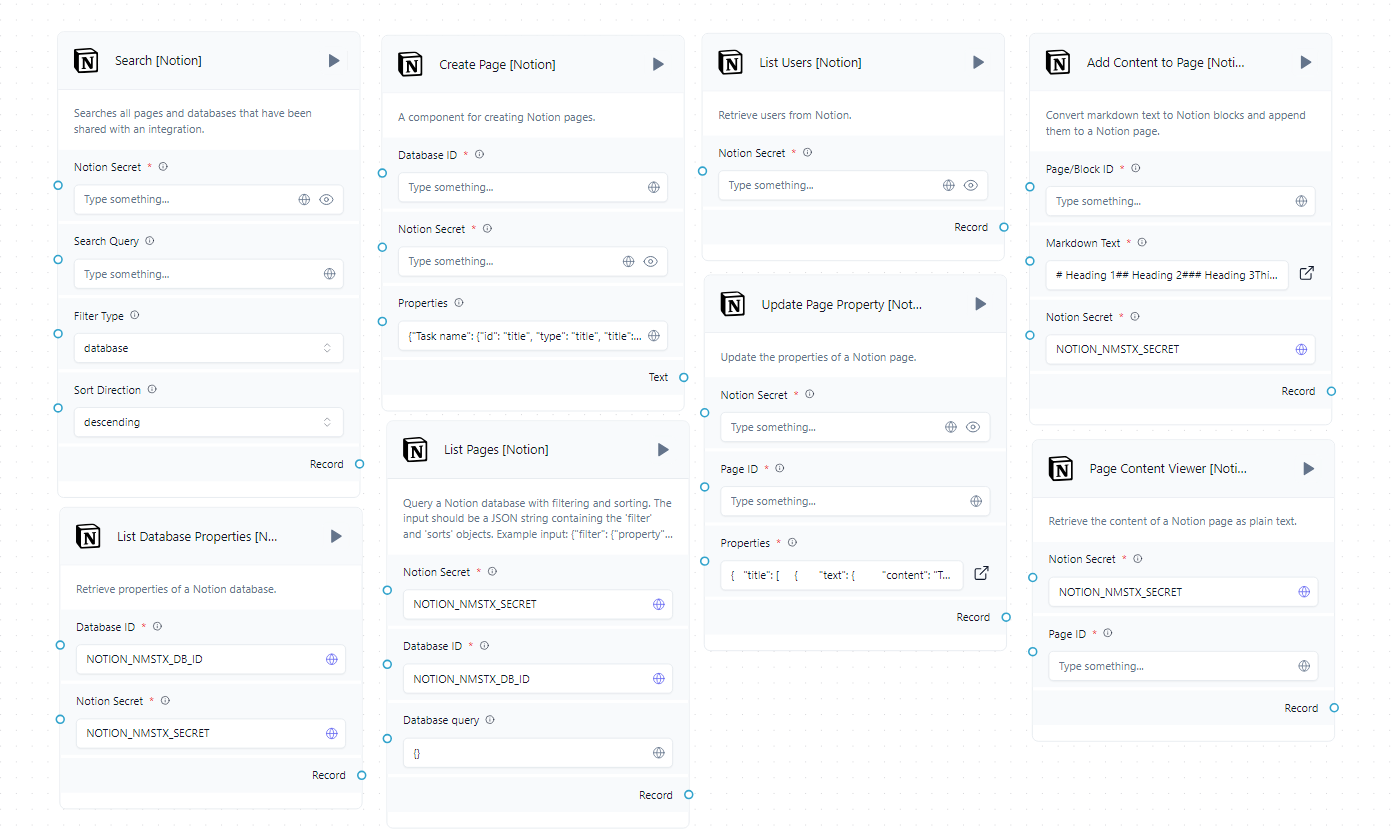 Search [Notion]
Searches all pages and databases that have been
shared with an integration.
Notion Secret *
Type something...
Search Query
Type something...
Filter Type
database
Sort Direction
descending
Record
List Database Properties [N...
Retrieve properties of a Notion database.
Database ID *
NOTION_NMSTX_DB_ID
Notion Secret *
NOTION_NMSTX_SECRET
Record
Create Page [Notion]
A component for creating Notion pages.
Database ID *
Type something...
Notion Secret *
Type something...
Properties
{"Task name": {"id": "title", "type": "title", "title":...
Text
List Pages [Notion]
Query a Notion database with filtering and sorting. The
input should be a JSON string containing the 'filter'
and 'sorts' objects. Example input: {"filter": {"property"...
Notion Secret *
NOTION_NMSTX_SECRET
Database ID *
NOTION_NMSTX_DB_ID
Database query
{}
Record
List Users [Notion]
Retrieve users from Notion.
Notion Secret *
Type something...
Record
Update Page Property [Not...
Update the properties of a Notion page.
Notion Secret *
Type something...
Page ID *
Type something...
Properties *
{ "title": [ { "text": { "content": "T...
Record
Add Content to Page [Noti...
Convert markdown text to Notion blocks and append
them to a Notion page.
Page/Block ID *
Type something...
Markdown Text *
# Heading 1## Heading 2### Heading 3Thi...
Notion Secret *
NOTION_NMSTX_SECRET
Record
Page Content Viewer [Noti...
Retrieve the content of a Notion page as plain text.
Notion Secret *
NOTION_NMSTX_SECRET
Page ID *
Type something...
Record